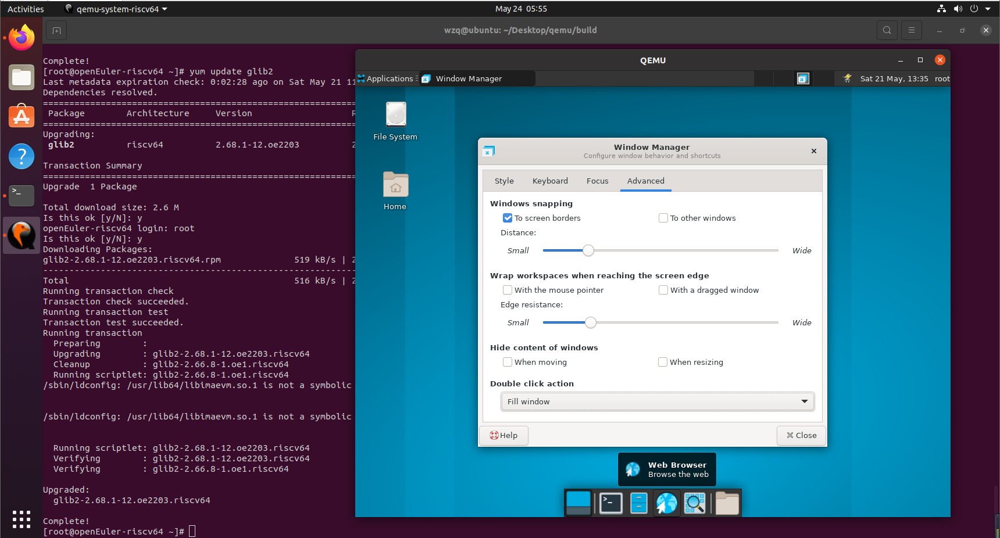 Activities
qemu-system-riscv64
May 24 05:55
wzq@ubuntu: ~/Desktop/qemu/build
Complete!
[root@openEuler-riscv64 ~]# yum update glib2
Last metadata expiration check: 0:02:28 ago on Sat May 21 11
Dependencies resolved.
================================================================
Package Architecture Version R
================================================================
Upgrading:
glib2 riscv64 2.68.1-12.oe2203 2
Transaction Summary
================================================================
Upgrade 1 Package
Total download size: 2.6 M
Is this ok [y/N]: y
openEuler-riscv64 login: root
Is this ok [y/N]: y
Downloading Packages:
glib2-2.68.1-12.oe2203.riscv64.rpm 519 kB/s | 2
----------------------------------------------------------------
Total 516 kB/s | 2
Running transaction check
Transaction check succeeded.
Running transaction test
Transaction test succeeded.
Running transaction
Preparing :
Upgrading : glib2-2.68.1-12.oe2203.riscv64
Cleanup : glib2-2.66.8-1.oe1.riscv64
Running scriptlet: glib2-2.66.8-1.oe1.riscv64
/sbin/ldconfig: /usr/lib64/libimaevm.so.1 is not a symbolic
/sbin/ldconfig: /usr/lib64/libimaevm.so.1 is not a symbolic
Running scriptlet: glib2-2.68.1-12.oe2203.riscv64
Verifying : glib2-2.68.1-12.oe2203.riscv64
Verifying : glib2-2.66.8-1.oe1.riscv64
Upgraded:
glib2-2.68.1-12.oe2203.riscv64
Complete!
[root@openEuler-riscv64 ~]#
QEMU
Applications
Window Manager
Sat 21 May, 13:35 root
File System
Home
Window Manager
Configure window behavior and shortcuts
Style Keyboard Focus Advanced
Windows snapping
To screen borders To other windows
Distance:
Small Wide
Wrap workspaces when reaching the screen edge
With the mouse pointer With a dragged window
Edge resistance:
Small Wide
Hide content of windows
When moving When resizing
Double click action
Fill window
Help Close
Web Browser
Browse the web